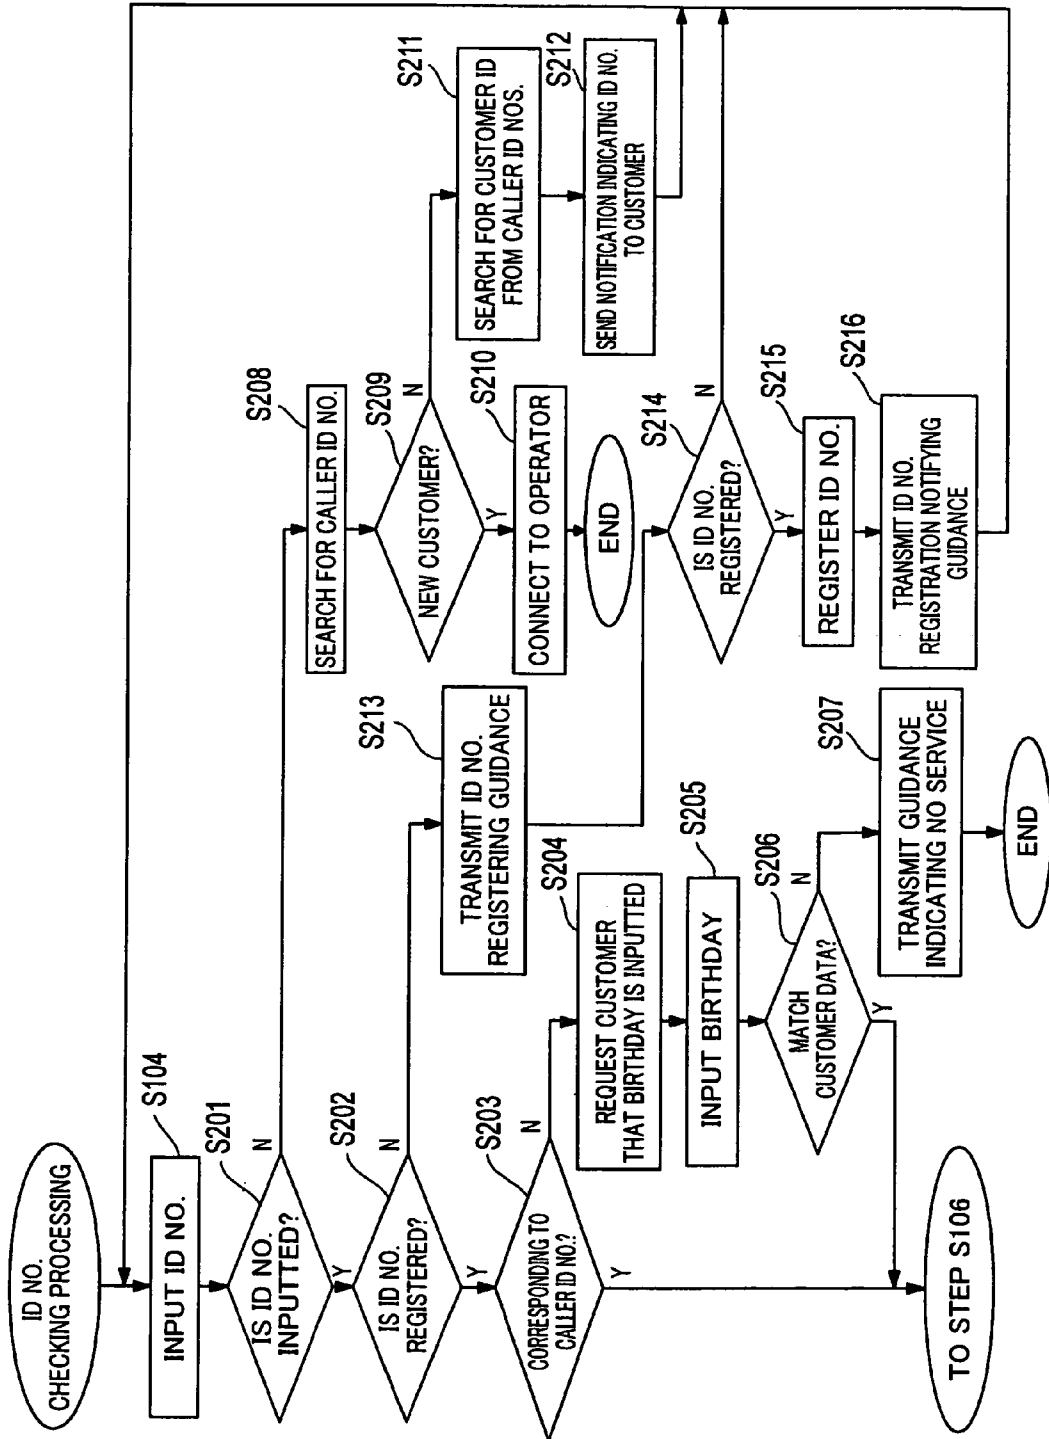 ID NO.
CHECKING PROCESSING
S104
INPUT ID NO.
S201
IS ID NO.
INPUTTED?
N
Y
S202
IS ID NO.
REGISTERED?
N
Y
S203
CORRESPONDING TO
CALLER ID NO.?
N
Y
TO STEP S106
S204
REQUEST CUSTOMER
THAT BIRTHDAY IS INPUTTED
S205
INPUT BIRTHDAY
S206
MATCH
CUSTOMER DATA?
N
Y
S207
TRANSMIT GUIDANCE
INDICATING NO SERVICE
END
S208
SEARCH FOR CALLER ID NO.
S209
NEW CUSTOMER?
N
Y
S210
CONNECT TO OPERATOR
END
S211
SEARCH FOR CUSTOMER ID
FROM CALLER ID NOS.
S212
SEND NOTIFICATION INDICATING ID NO.
TO CUSTOMER
S213
TRANSMIT ID NO.
REGISTERING GUIDANCE
S214
IS ID NO.
REGISTERED?
N
Y
S215
REGISTER ID NO.
S216
TRANSMIT ID NO.
REGISTRATION NOTIFYING
GUIDANCE